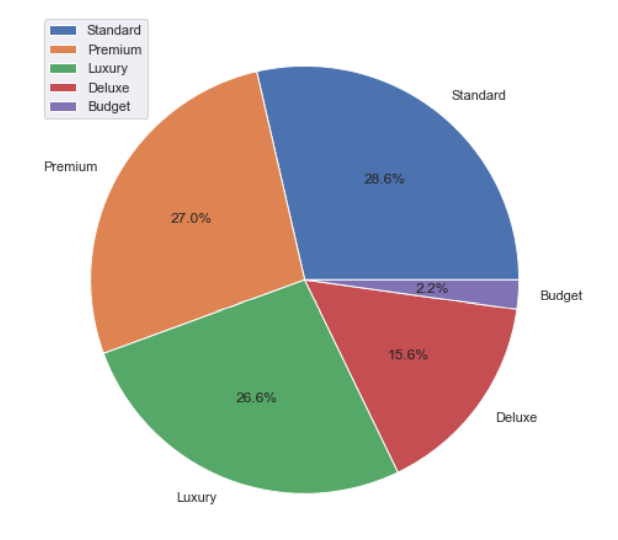 Standard
Premium
Luxury
Deluxe
Budget
Standard
28.6%
Premium
27.0%
2.2%
Budget
15.6%
26.6%
Deluxe
Luxury